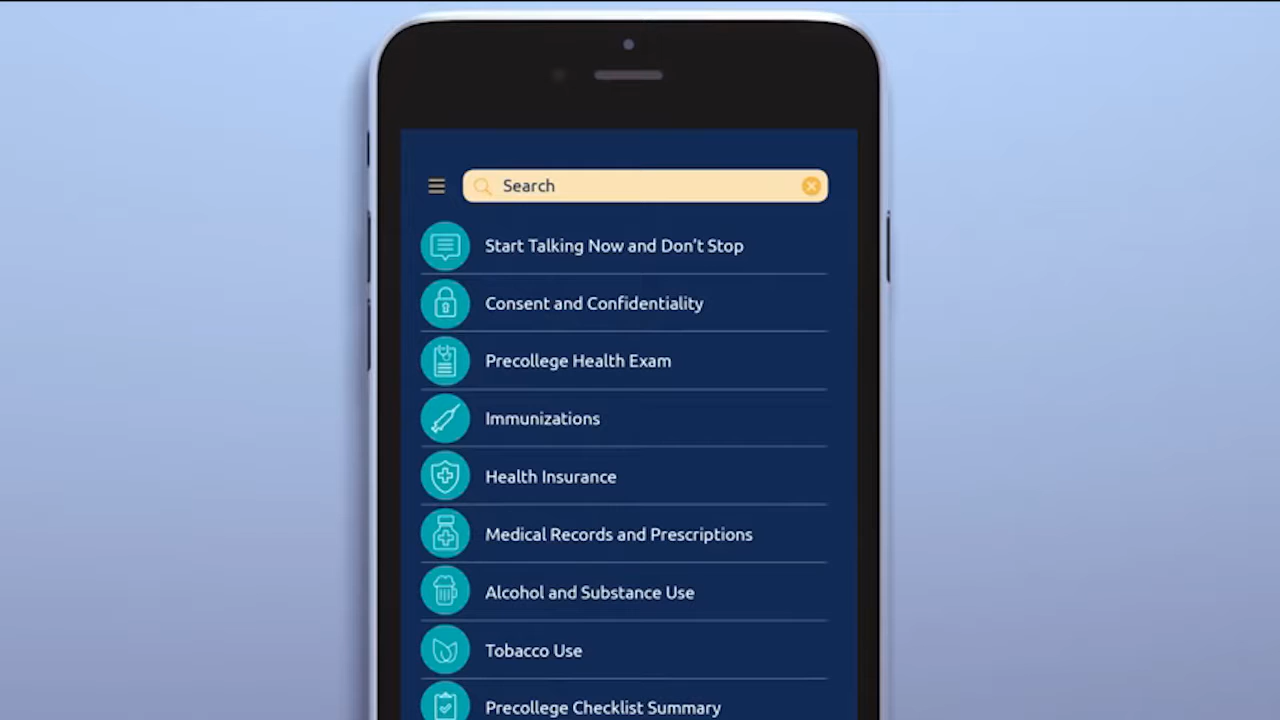 Search
Start Talking Now and Don't Stop
Consent and Confidentiality
Precollege Health Exam
Immunizations
Health Insurance
Medical Records and Prescriptions
Alcohol and Substance Use
Tobacco Use
Precollege Checklist Summary